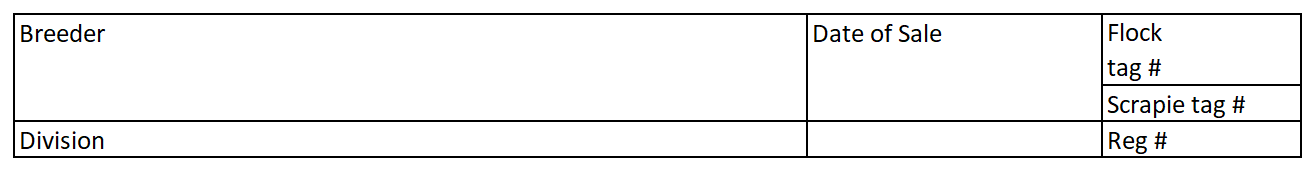 Breeder
Date of Sale
Flock
tag #
Scrapie tag #
Division
Reg #